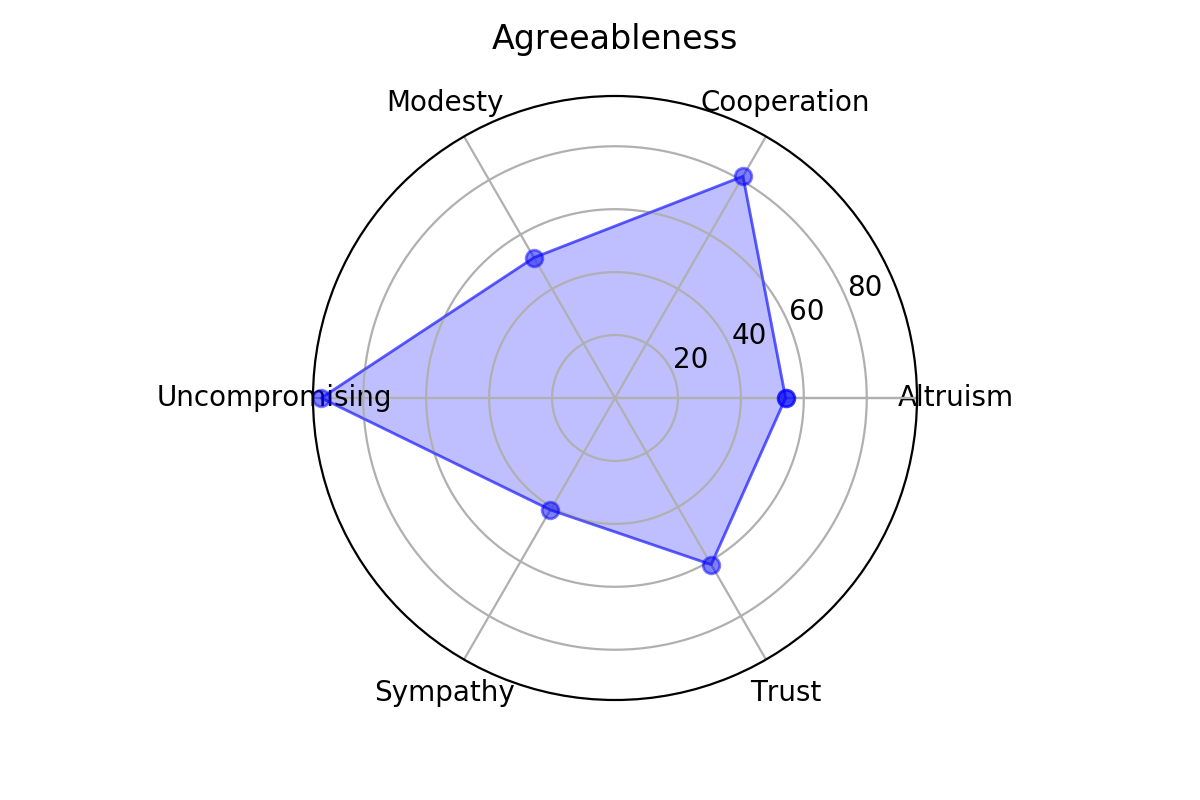 Agreeableness
Modesty
Cooperation
80
60
40
20
Uncompromising
Altruism
Sympathy
Trust